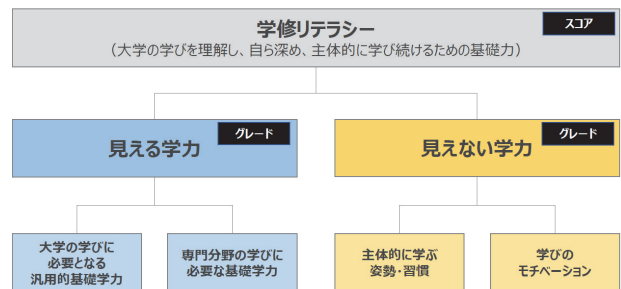 学修リテラシー
スコア
(大学の学びを理解し、自ら深め、主体的に学び続けるための基礎力)
見える学力
グレード
見えない学力
グレード
大学の学びに
必要となる
汎用的基礎学力
専門分野の学びに
必要な基礎学力
主体的に学ぶ
姿勢・習慣
学びの
モチベーション